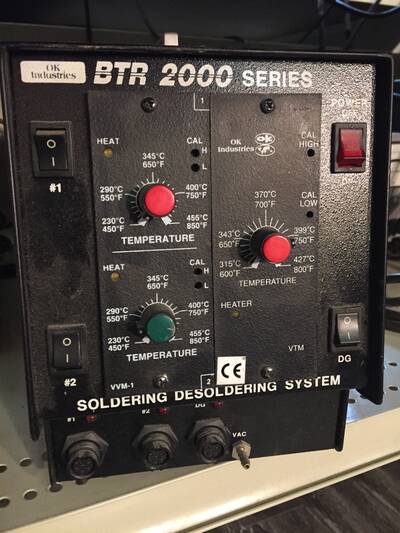 OK
Industries
BTR 2000 SERIES
1
POWER
#1
HEAT
CAL
H
L
345°C
650°F
290°C
550°F
400°C
750°F
230°C
450°F
455°C
850°F
TEMPERATURE
HEAT
CAL
H
L
345°C
650°F
290°C
550°F
400°C
750°F
230°C
450°F
455°C
850°F
TEMPERATURE
#2
VVM-1
2
OK
Industries
ok
CAL
HIGH
CAL
LOW
370°C
700°F
343°C
650°F
399°C
750°F
315°C
600°F
427°C
800°F
TEMPERATURE
HEATER
VTM
DG
CE
SOLDERING DESOLDERING SYSTEM
#1
#2
DG
VAC